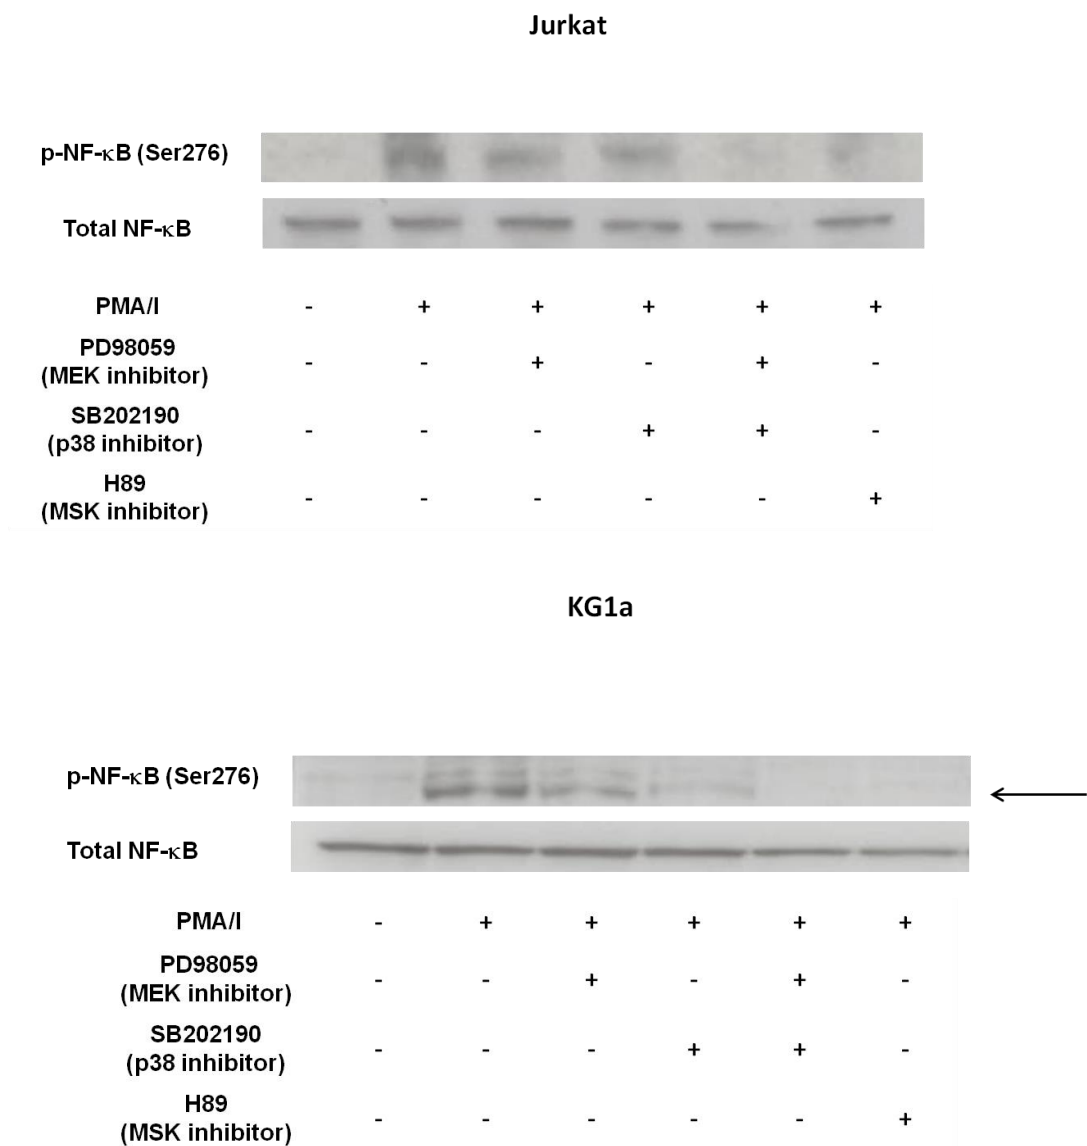 Jurkat
p-NF-κB (Ser276)
Total NF-κB
PMA/I - + + + + +
PD98059
(MEK inhibitor) - - + - + -
SB202190
(p38 inhibitor) - - - + + -
H89
(MSK inhibitor) - - - - - +
KG1a
p-NF-κB (Ser276)
Total NF-κB
PMA/I - + + + + +
PD98059
(MEK inhibitor) - - + - + -
SB202190
(p38 inhibitor) - - - + + -
H89
(MSK inhibitor) - - - - - +